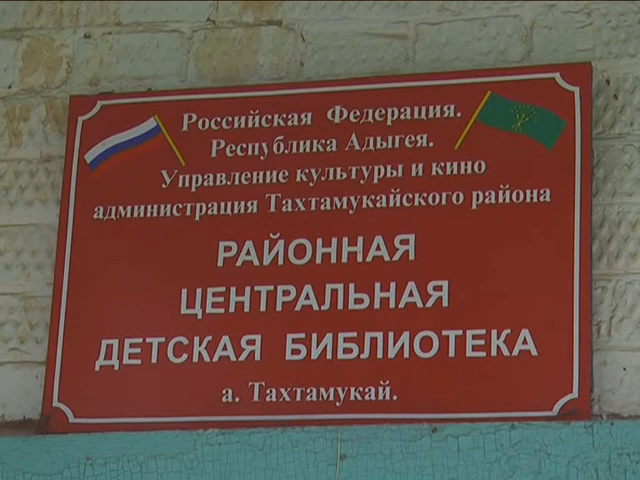 Российская Федерация.
Республика Адыгея.
Управление культуры и кино
администрация Тахтамукайского района
РАЙОННАЯ
ЦЕНТРАЛЬНАЯ
ДЕТСКАЯ БИБЛИОТЕКА
а. Тахтамукай.